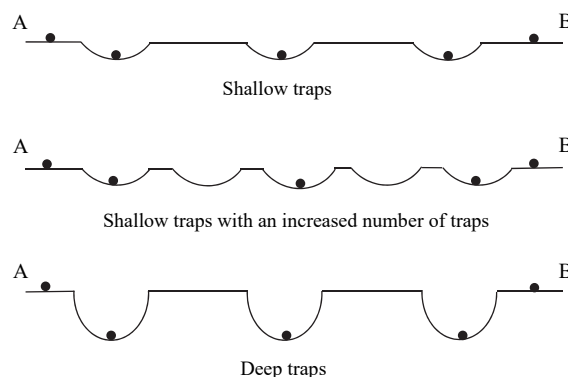 A B
Shallow traps
A B
Shallow traps with an increased number of traps
A B
Deep traps